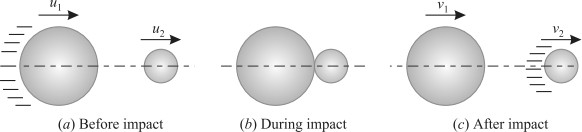 u1 u2 v1 v2
(a) Before impact (b) During impact (c) After impact